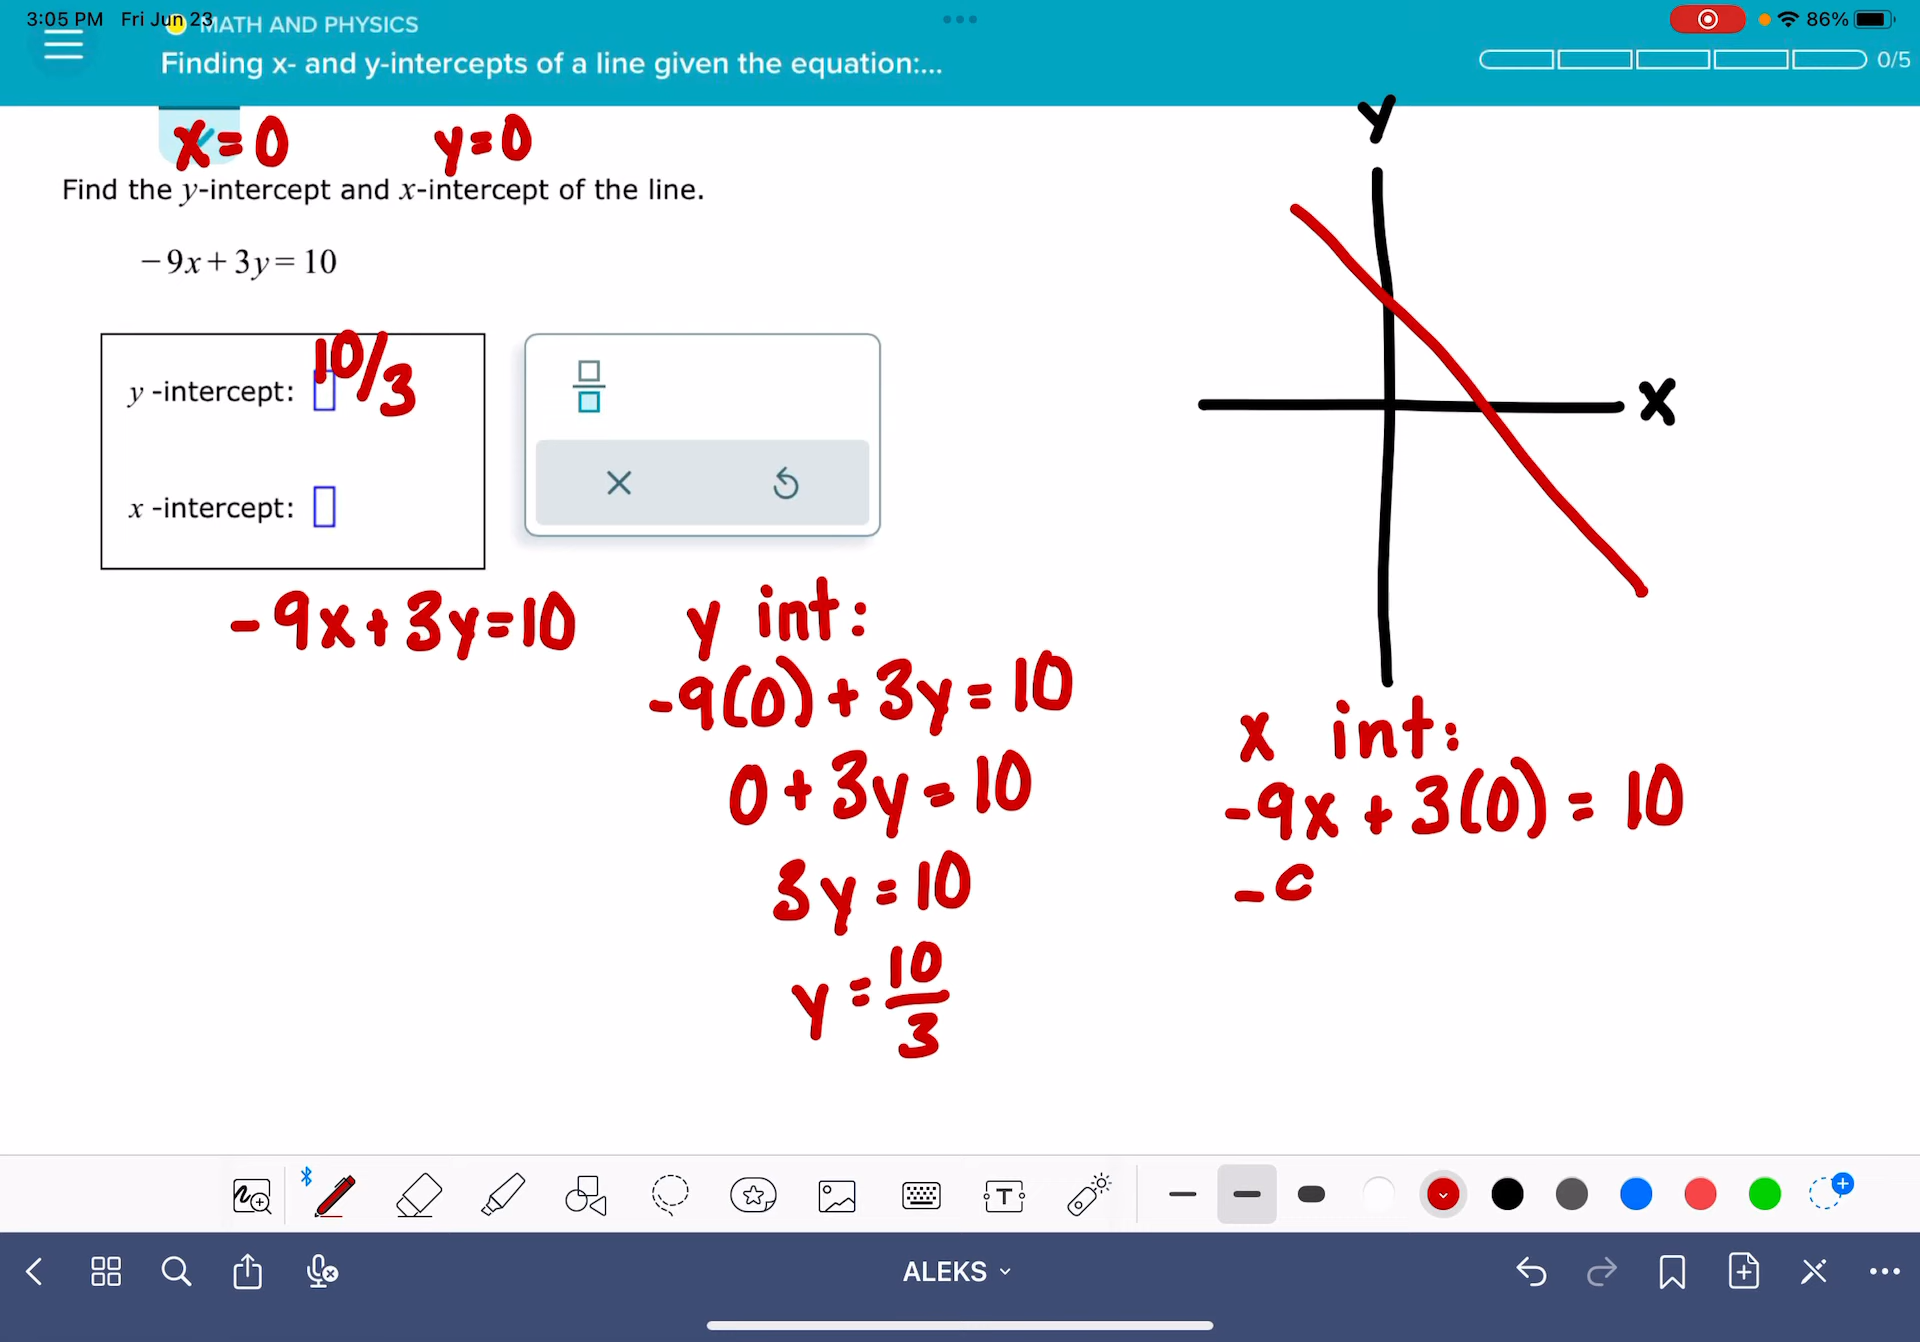 3:05 PM Fri Jun 23
86%
MATH AND PHYSICS
Finding x- and y-intercepts of a line given the equation:...
0/5
x=0 y=0
Find the y-intercept and x-intercept of the line.
−9x+3y=10
y-intercept: 10/3
x-intercept:
-9x+3y=10
y int:
-9(0)+3y=10
0+3y=10
3y=10
y=10/3
y
x
x int:
-9x+3(0)=10
T
ALEKS